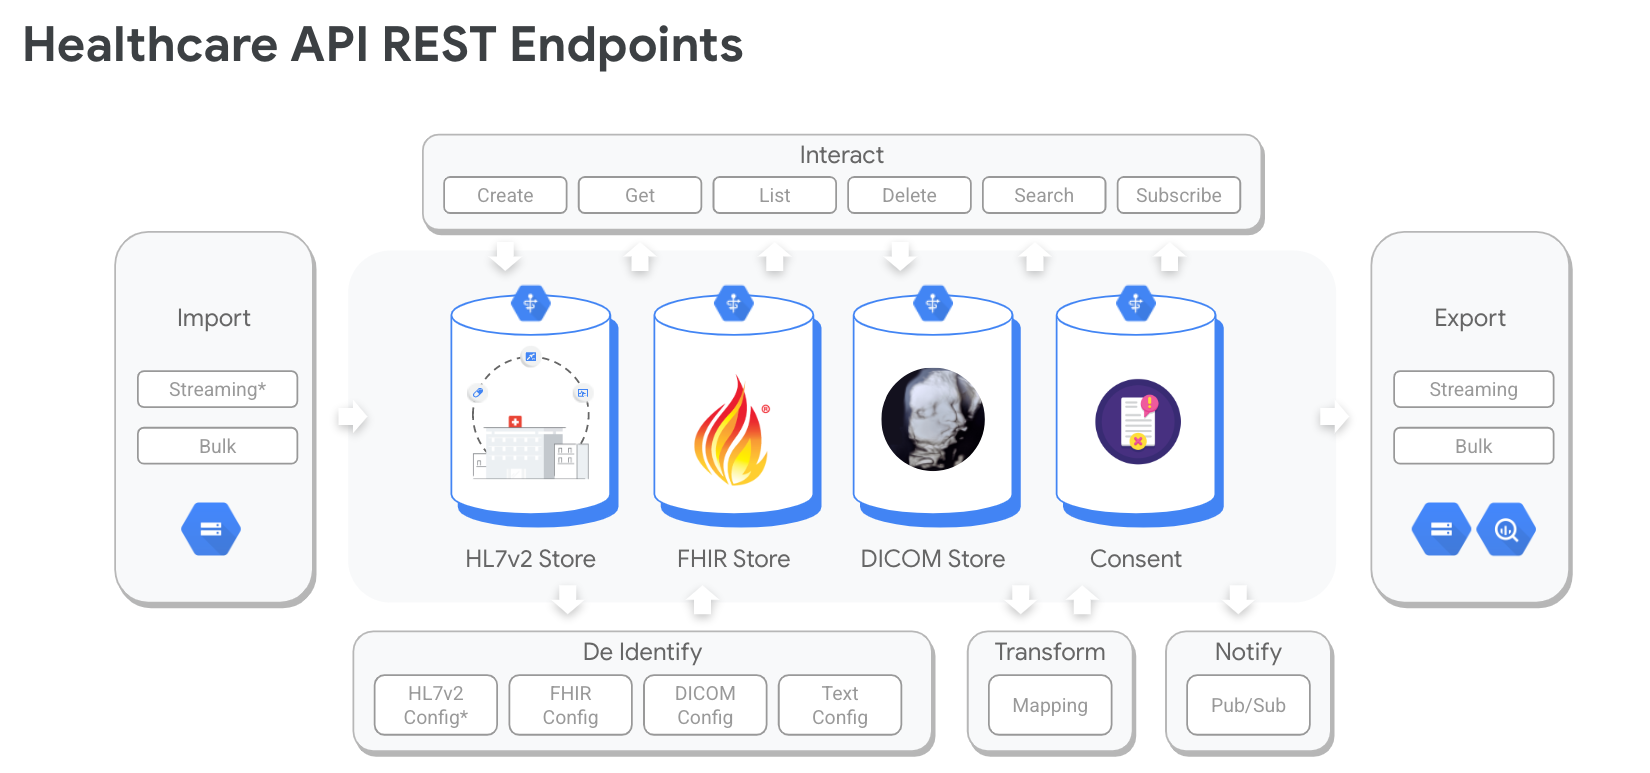 Healthcare API REST Endpoints
Interact
Create
Get
List
Delete
Search
Subscribe
Import
Streaming*
Bulk
®
HL7v2 Store
FHIR Store
DICOM Store
Consent
Export
Streaming
Bulk
De Identify
HL7v2
Config*
FHIR
Config
DICOM
Config
Text
Config
Transform
Mapping
Notify
Pub/Sub